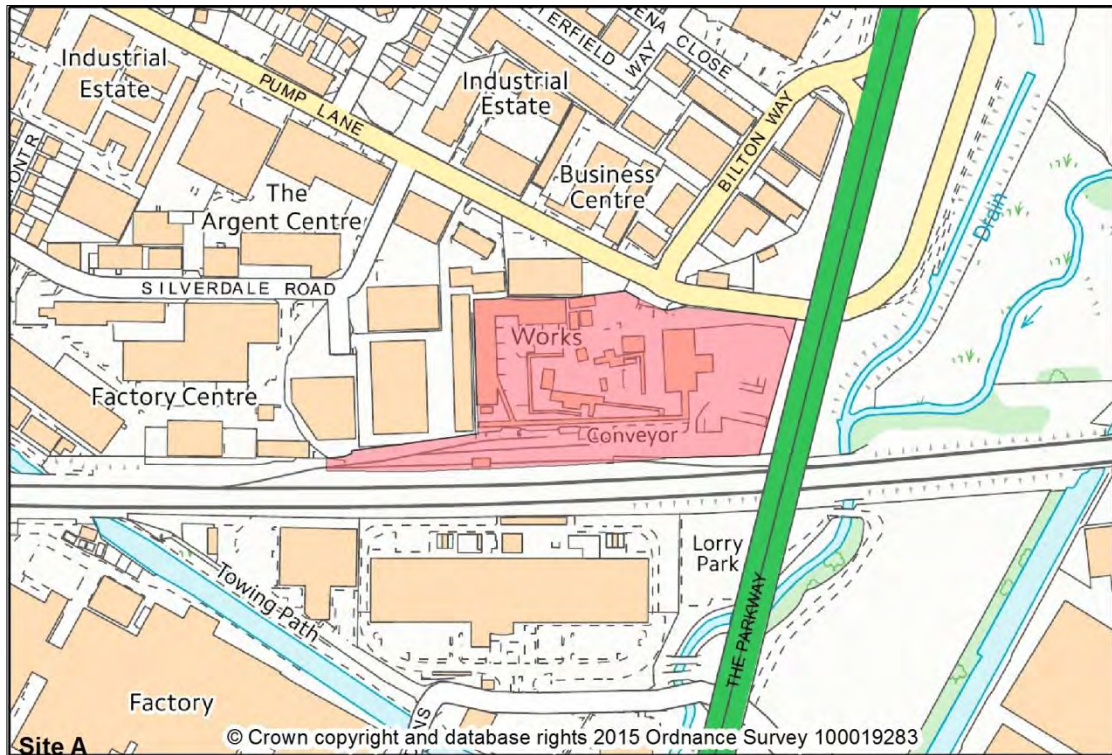 Industrial
Estate
PUMP LANE
Industrial
Estate
TERFIELD
WAY
ENA CLOSE
BILTON WAY
Business
Centre
The
Argent Centre
SILVERDALE ROAD
Drain
Works
Factory Centre
Conveyor
Lorry
Park
Towing Path
THE PARKWAY
Factory
Site A
© Crown copyright and database rights 2015 Ordnance Survey 100019283